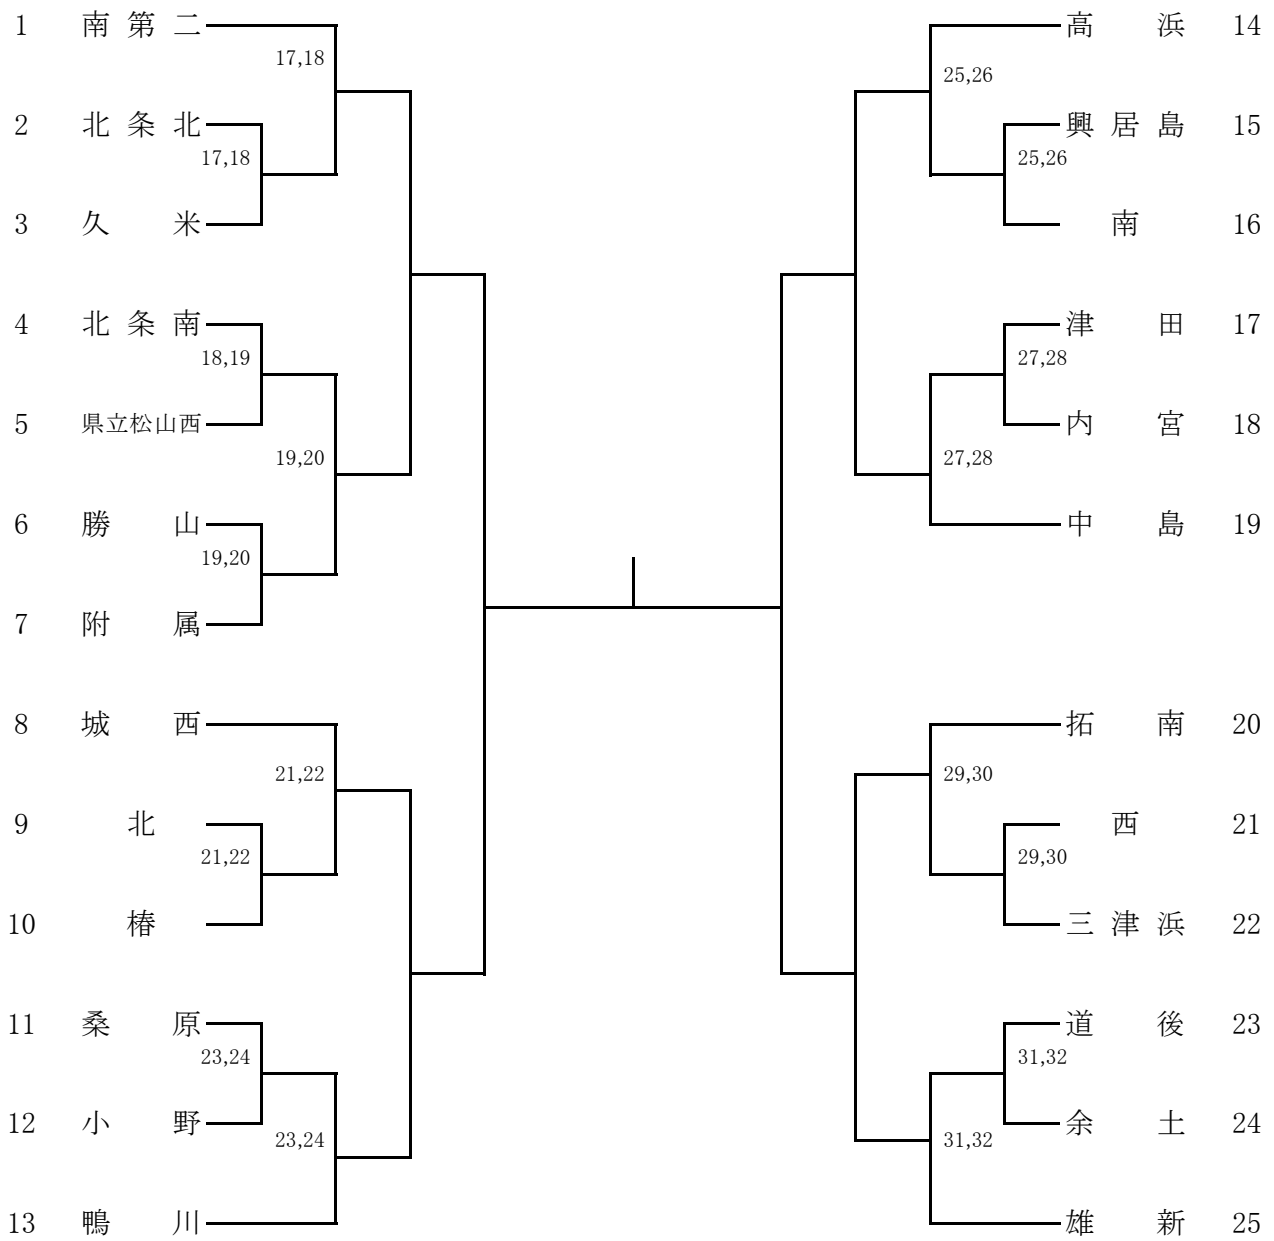 1 南第二
17,18
2 北条北
17,18
3 久米
4 北条南
18,19
5 県立松山西
19,20
6 勝山
19,20
7 附属
8 城西
21,22
9 北
21,22
10 椿
11 桑原
23,24
12 小野
23,24
13 鴨川
高浜 14
25,26
興居島 15
25,26
南 16
津田 17
27,28
内宮 18
27,28
中島 19
拓南 20
29,30
西 21
29,30
三津浜 22
道後 23
31,32
余土 24
31,32
雄新 25